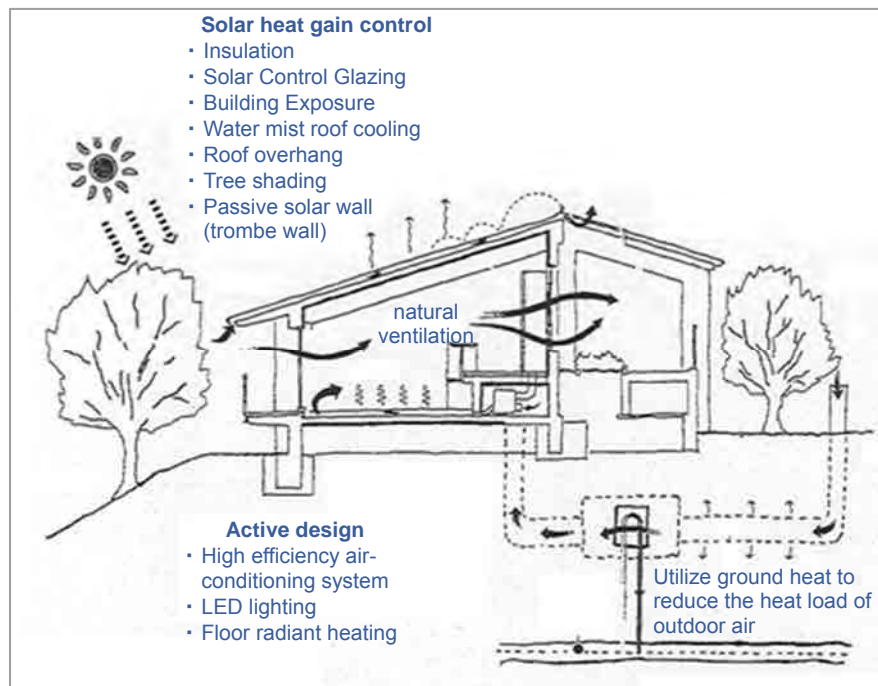 Solar heat gain control
・Insulation
・Solar Control Glazing
・Building Exposure
・Water mist roof cooling
・Roof overhang
・Tree shading
・Passive solar wall
(trombe wall)
natural
ventilation
Active design
・High efficiency air-
conditioning system
・LED lighting
・Floor radiant heating
Utilize ground heat to
reduce the heat load of
outdoor air